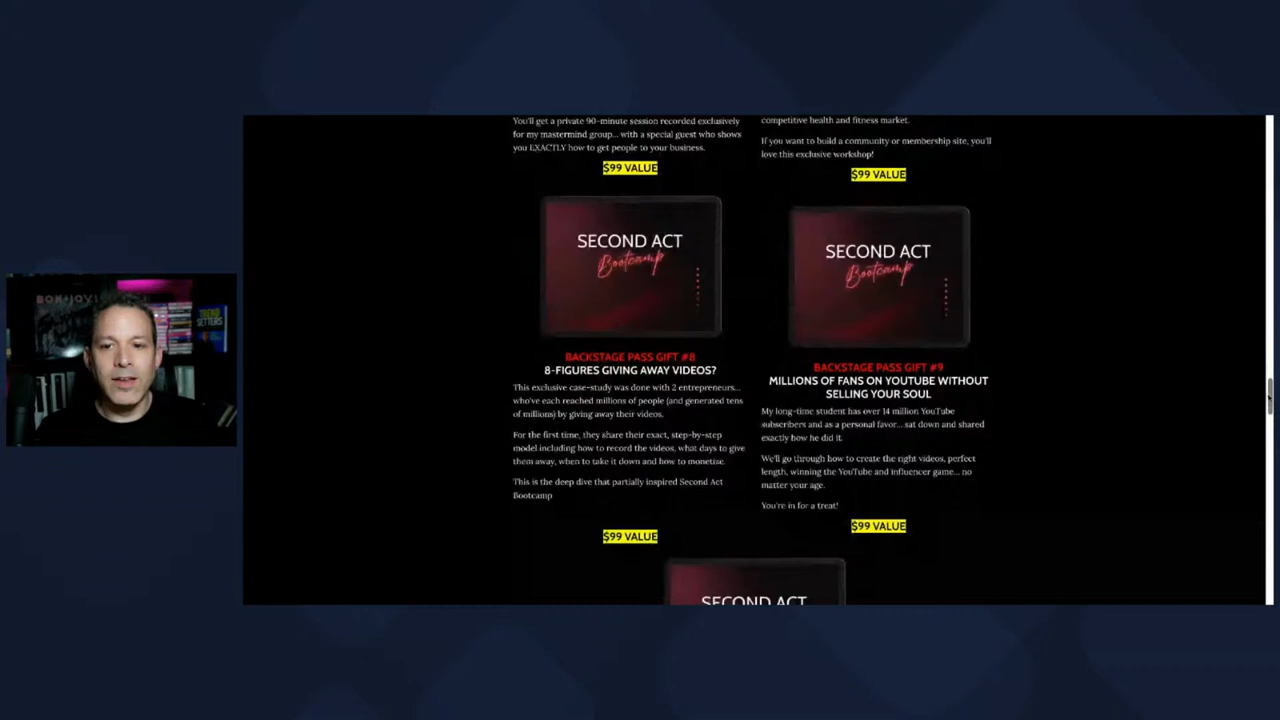 You'll get a private 90-minute session recorded exclusively
for my mastermind group... with a special guest who shows
you EXACTLY how to get people to your business.
$99 VALUE
competitive health and fitness market.
If you want to build a community or membership site, you'll
love this exclusive workshop!
$99 VALUE
SECOND ACT
Bootcamp
SECOND ACT
Bootcamp
BACKSTAGE PASS GIFT #8
8-FIGURES GIVING AWAY VIDEOS?
This exclusive case-study was done with 2 entrepreneurs...
who've each reached millions of people (and generated tens
of millions) by giving away their videos.
For the first time, they share their exact, step-by-step
model including how to record the videos, what days to give
them away, when to take it down and how to monetise.
This is the deep dive that partially inspired Second Act
Bootcamp
$99 VALUE
BACKSTAGE PASS GIFT #9
MILLIONS OF FANS ON YOUTUBE WITHOUT
SELLING YOUR SOUL
My long-time student has over 14 million YouTube
subscribers and as a personal favor... sat down and shared
exactly how he did it.
We'll go through how to create the right videos, perfect
length, winning the YouTube and influencer game... no
matter your age.
You're in for a treat!
$99 VALUE
SECOND ACT
BON JOVI
TREND
SETTERS